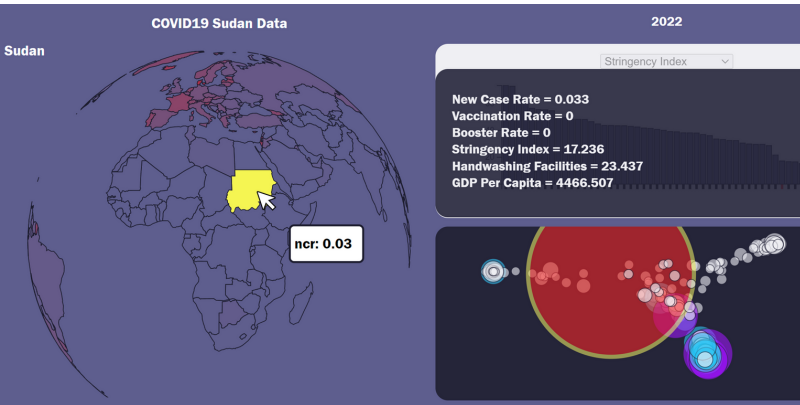 COVID19 Sudan Data
2022
Sudan
Stringency Index
New Case Rate = 0.033
Vaccination Rate = 0
Booster Rate = 0
Stringency Index = 17.236
Handwashing Facilities = 23.437
GDP Per Capita = 4466.507
ncr: 0.03